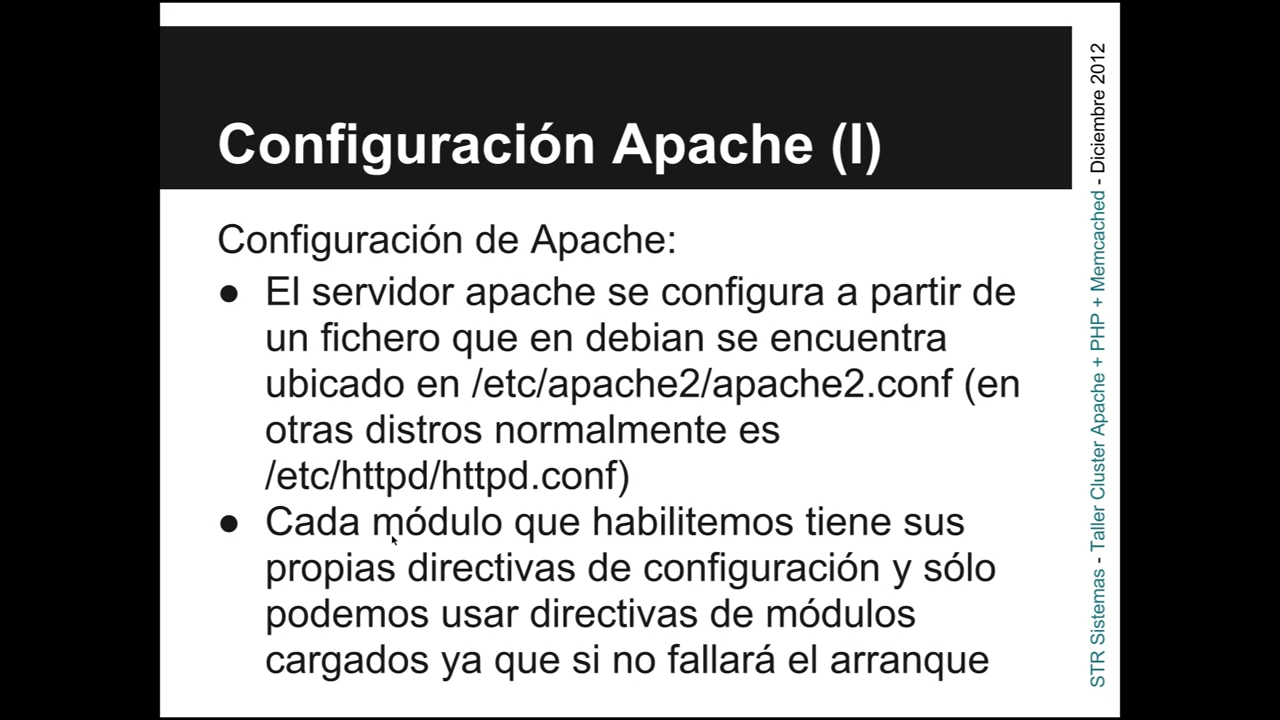 Configuración Apache (I)
Configuración de Apache:
● El servidor apache se configura a partir de
un fichero que en debian se encuentra
ubicado en /etc/apache2/apache2.conf (en
otras distros normalmente es
/etc/httpd/httpd.conf)
● Cada módulo que habilitemos tiene sus
propias directivas de configuración y sólo
podemos usar directivas de módulos
cargados ya que si no fallará el arranque
STR Sistemas - Taller Cluster Apache + PHP + Memcached - Diciembre 2012